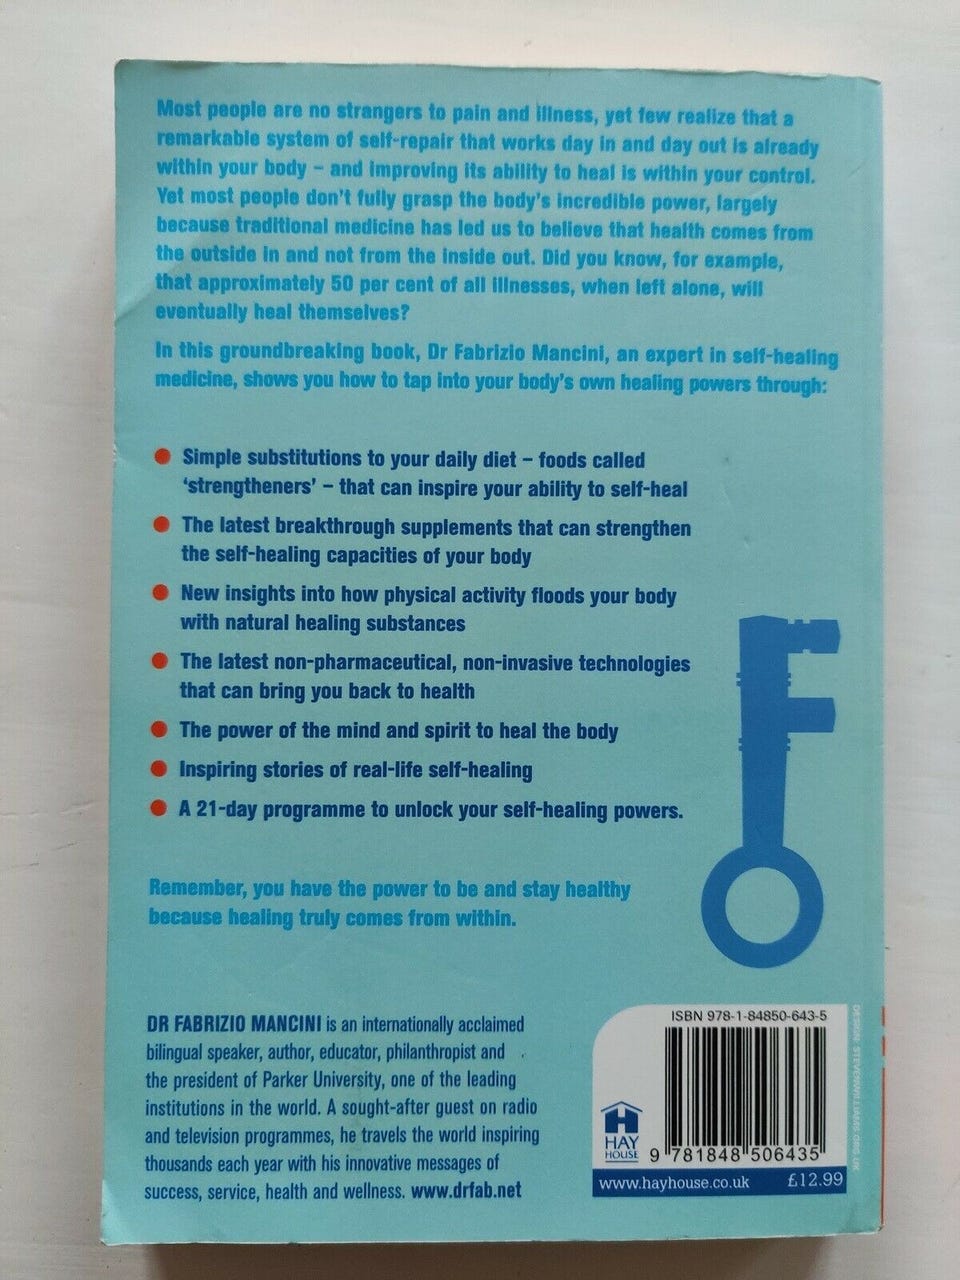 Most people are no strangers to pain and illness, yet few realize that a
remarkable system of self-repair that works day in and day out is already
within your body – and improving its ability to heal is within your control.
Yet most people don't fully grasp the body's incredible power, largely
because traditional medicine has led us to believe that health comes from
the outside in and not from the inside out. Did you know, for example,
that approximately 50 per cent of all illnesses, when left alone, will
eventually heal themselves?
In this groundbreaking book, Dr Fabrizio Mancini, an expert in self-healing
medicine, shows you how to tap into your body's own healing powers through:
● Simple substitutions to your daily diet – foods called
'strengtheners' – that can inspire your ability to self-heal
● The latest breakthrough supplements that can strengthen
the self-healing capacities of your body
● New insights into how physical activity floods your body
with natural healing substances
● The latest non-pharmaceutical, non-invasive technologies
that can bring you back to health
● The power of the mind and spirit to heal the body
● Inspiring stories of real-life self-healing
● A 21-day programme to unlock your self-healing powers.
Remember, you have the power to be and stay healthy
because healing truly comes from within.
DR FABRIZIO MANCINI is an internationally acclaimed
bilingual speaker, author, educator, philanthropist and
the president of Parker University, one of the leading
institutions in the world. A sought-after guest on radio
and television programmes, he travels the world inspiring
thousands each year with his innovative messages of
success, service, health and wellness. www.drfab.net
ISBN 978-1-84850-643-5
HAY
HOUSE
9 781848 506435
www.hayhouse.co.uk £12.99
DESIGN: STEVEWILLIAMS.ORG.UK